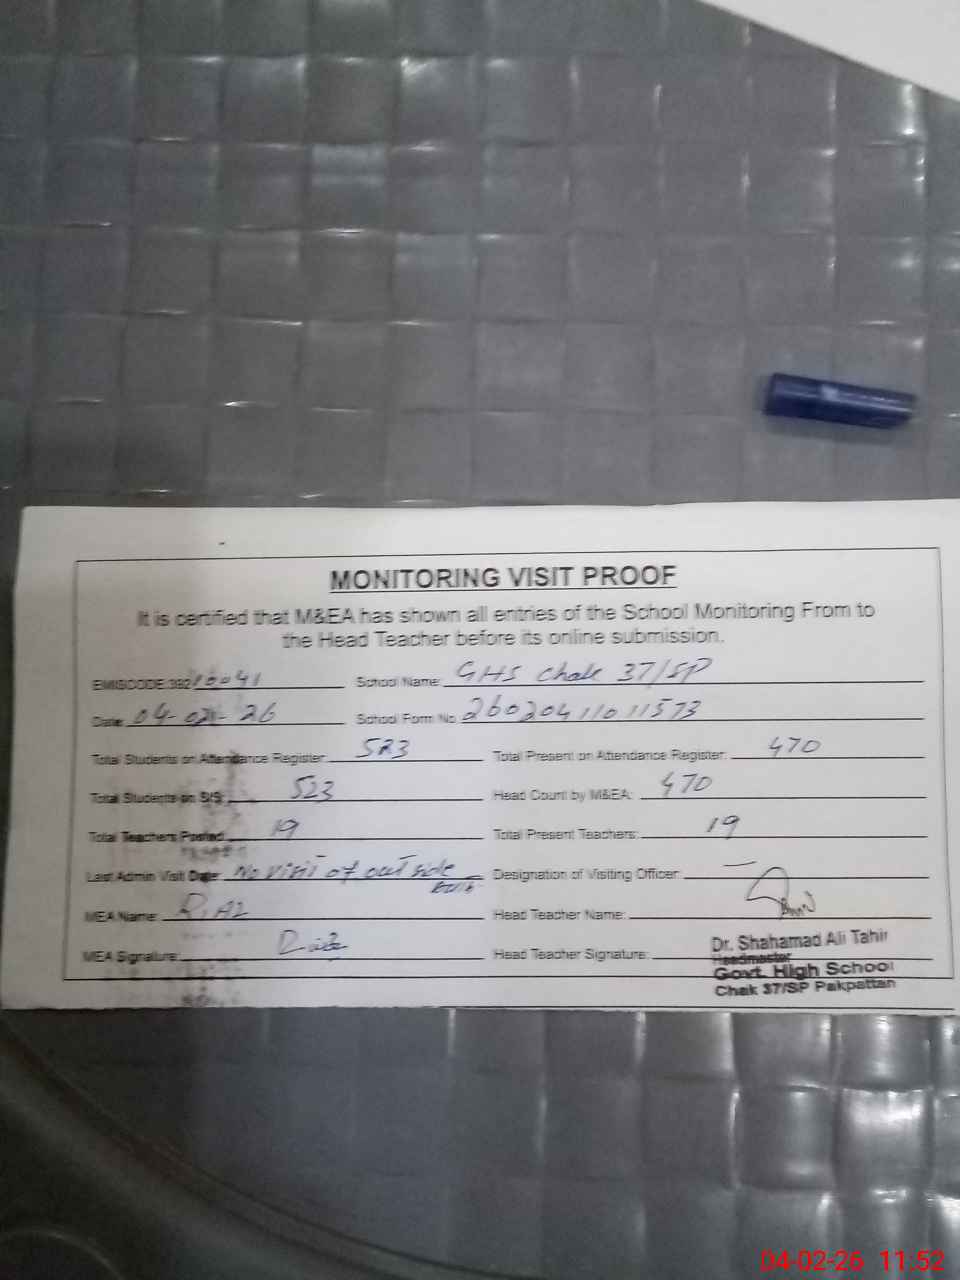 MONITORING VISIT PROOF
It is certified that M&EA has shown all entries of the School Monitoring From to
the Head Teacher before its online submission.
EMISCODE:39216041 School Name: GHS Chak 37/SP
Date: 04-02-26 School Form No. 26020411011573
Total Students on Attendance Register: 523 Total Present on Attendance Register: 470
Total Students on SIS: 523 Head Count by M&EA: 470
Total Teachers Posted: 19 Total Present Teachers: 19
Last Admin Visit Date: No visit of out side Designation of Visiting Officer: —
MEA Name: RiAZ Head Teacher Name:
MEA Signature: Head Teacher Signature:
Dr. Shahamad Ali Tahir
Headmaster
Govt. High School
Chak 37/SP Pakpattan
04-02-26 11:52